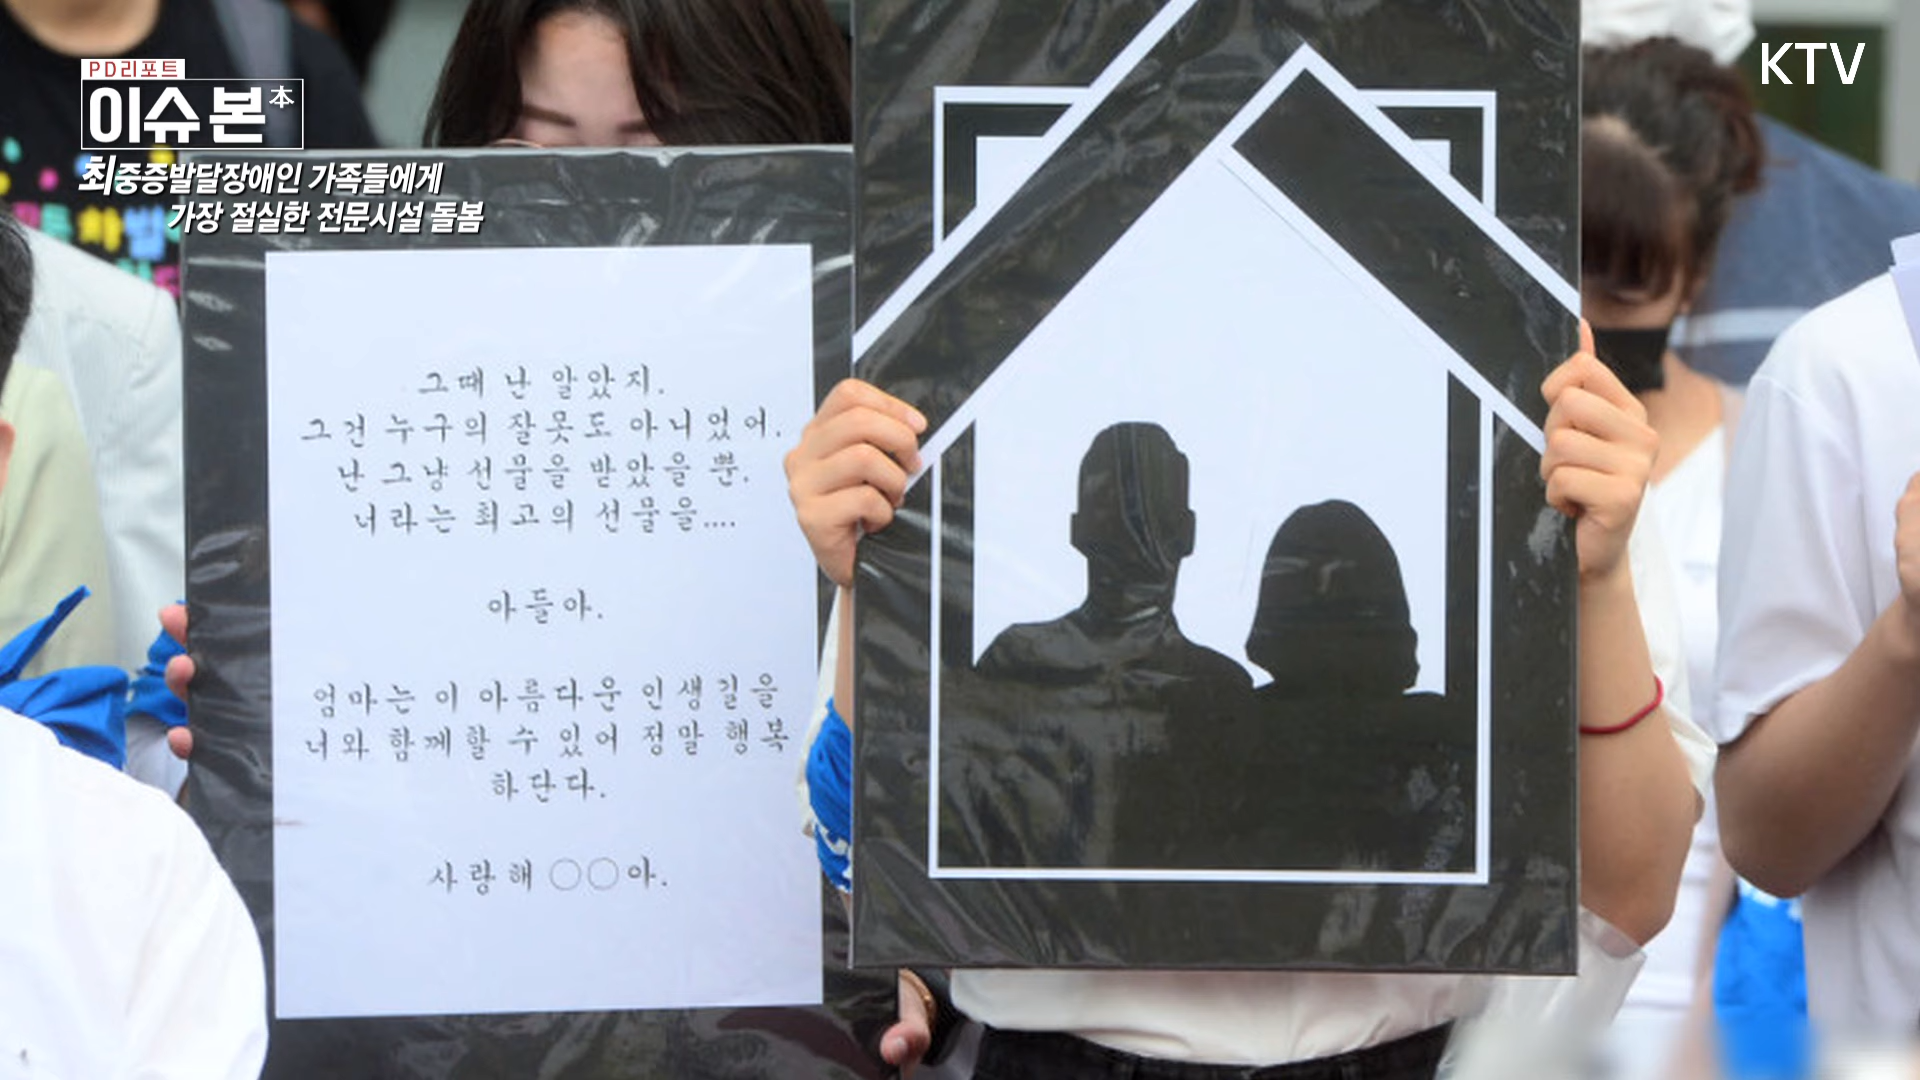 PD리포트
이슈 본本
최중증발달장애인 가족들에게
가장 절실한 전문시설 돌봄
KTV
그때 난 알았지.
그건 누구의 잘못도 아니었어.
난 그냥 선물을 받았을 뿐.
너라는 최고의 선물을....
아들아.
엄마는 이 아름다운 인생길을
너와 함께할 수 있어 정말 행복
하단다.
사랑해 ○○아.